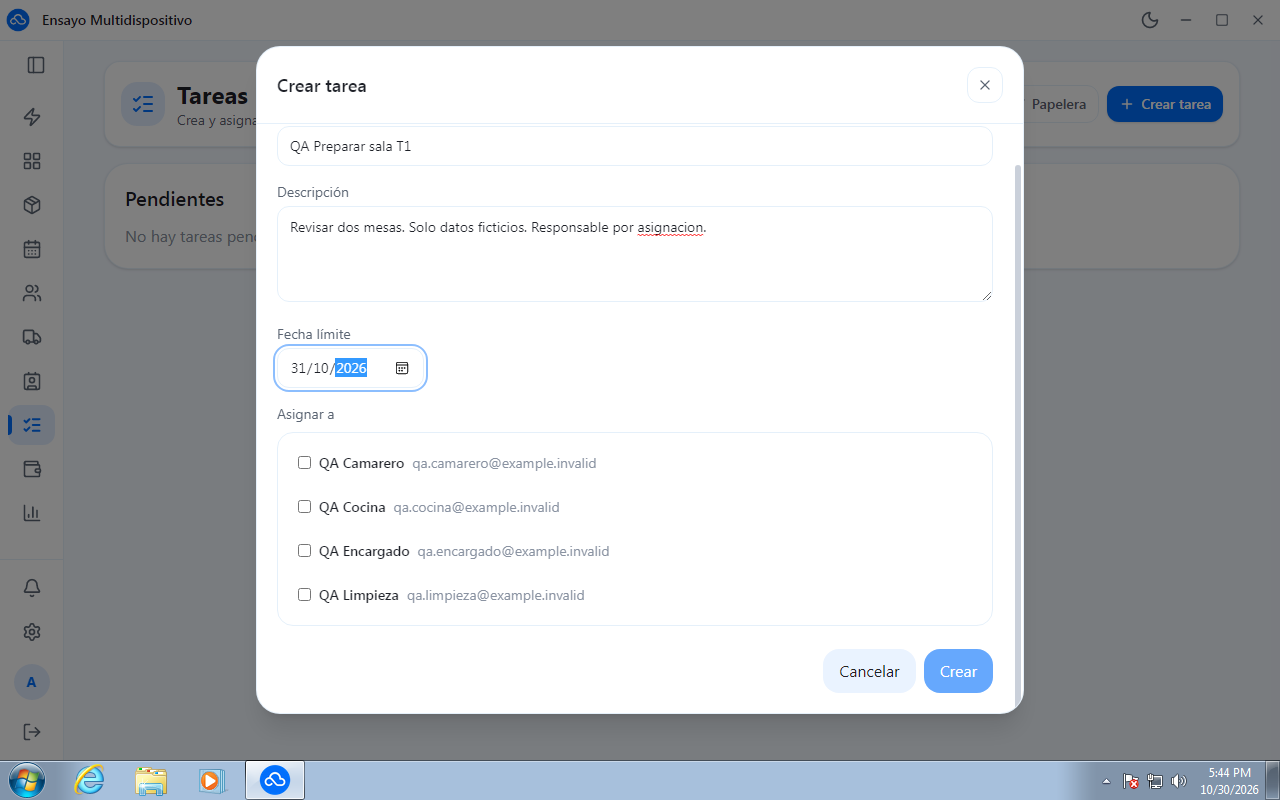 Ensayo Multidispositivo
Tareas
Crea y asigna
Papelera
+ Crear tarea
Pendientes
No hay tareas pen
Crear tarea
QA Preparar sala T1
Descripción
Revisar dos mesas. Solo datos ficticios. Responsable por asignacion.
Fecha límite
31/10/2026
Asignar a
QA Camarero qa.camarero@example.invalid
QA Cocina qa.cocina@example.invalid
QA Encargado qa.encargado@example.invalid
QA Limpieza qa.limpieza@example.invalid
Cancelar
Crear
A
5:44 PM
10/30/2026